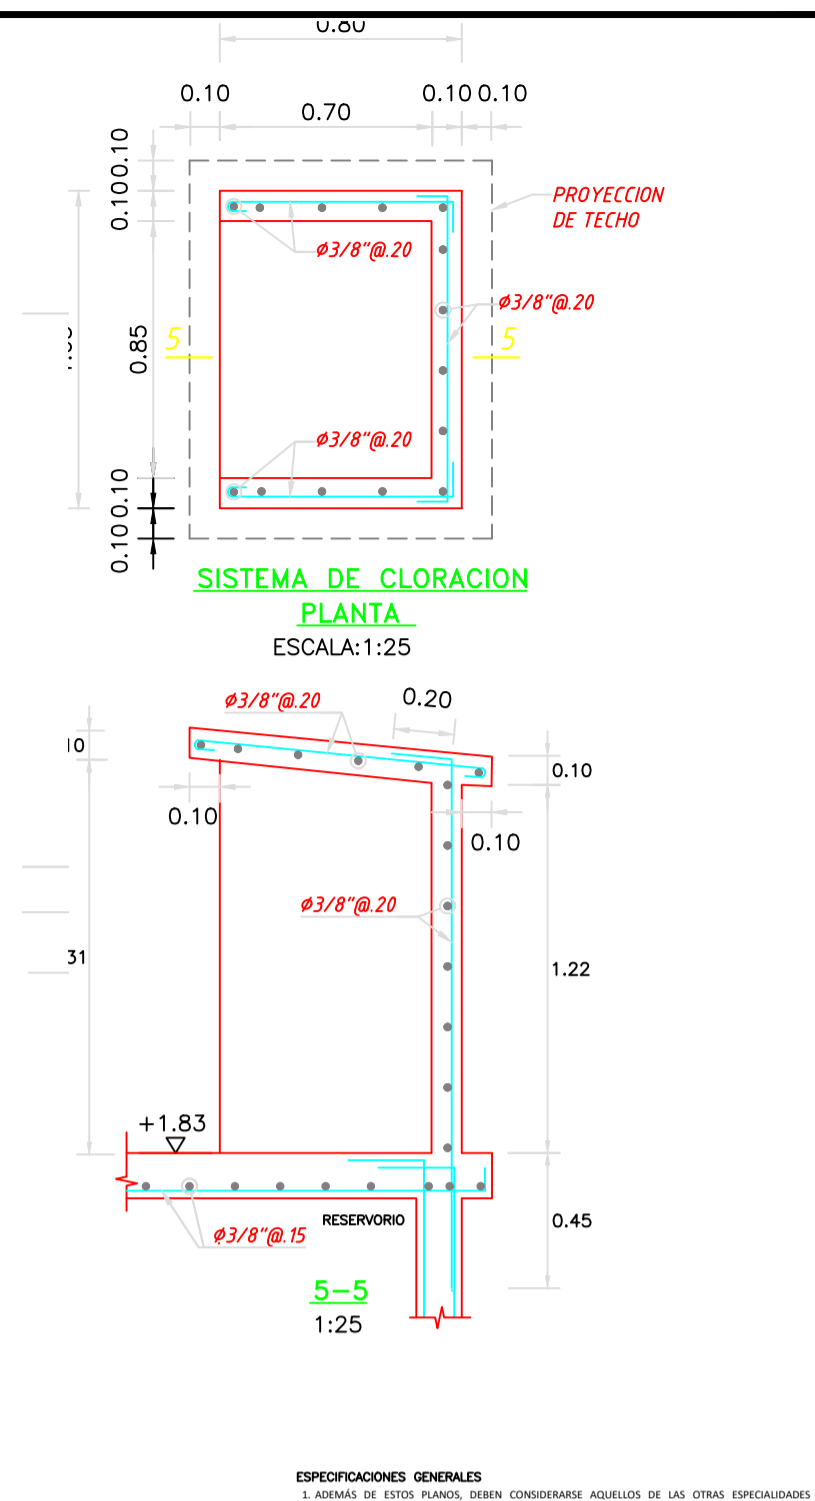 0.80
0.10
0.10 0.10
0.70
0.10
0.10
PROYECCION
DE TECHO
Ø3/8"@.20
Ø3/8"@.20
5
5
0.85
Ø3/8"@.20
0.10
0.10
SISTEMA DE CLORACION
PLANTA
ESCALA:1:25
Ø3/8"@.20
0.20
10
0.10
0.10
0.10
Ø3/8"@.20
31
1.22
+1.83
RESERVORIO
0.45
Ø3/8"@.15
5-5
1:25
ESPECIFICACIONES GENERALES
1. ADEMÁS DE ESTOS PLANOS, DEBEN CONSIDERARSE AQUELLOS DE LAS OTRAS ESPECIALIDADES